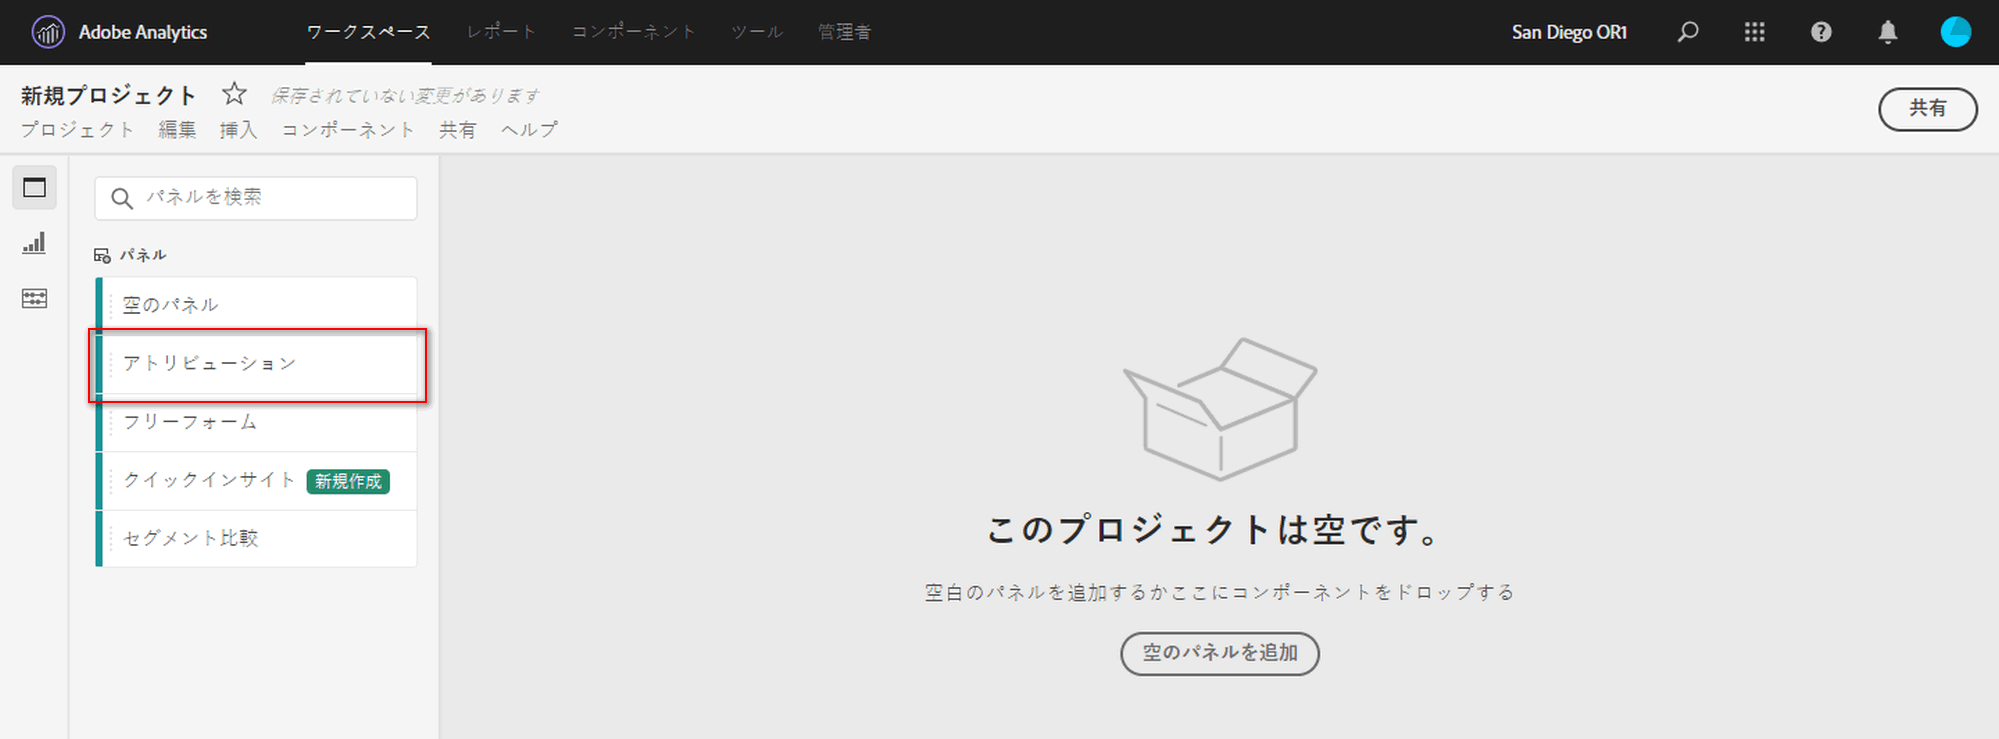 Adobe Analytics ワークスペース レポート コンポーネント ツール 管理者 San Diego OR1
新規プロジェクト 保存されていない変更があります
プロジェクト 編集 挿入 コンポーネント 共有 ヘルプ
共有
パネルを検索
パネル
空のパネル
アトリビューション
フリーフォーム
クイックインサイト 新規作成
セグメント比較
このプロジェクトは空です。
空白のパネルを追加するかここにコンポーネントをドロップする
空のパネルを追加